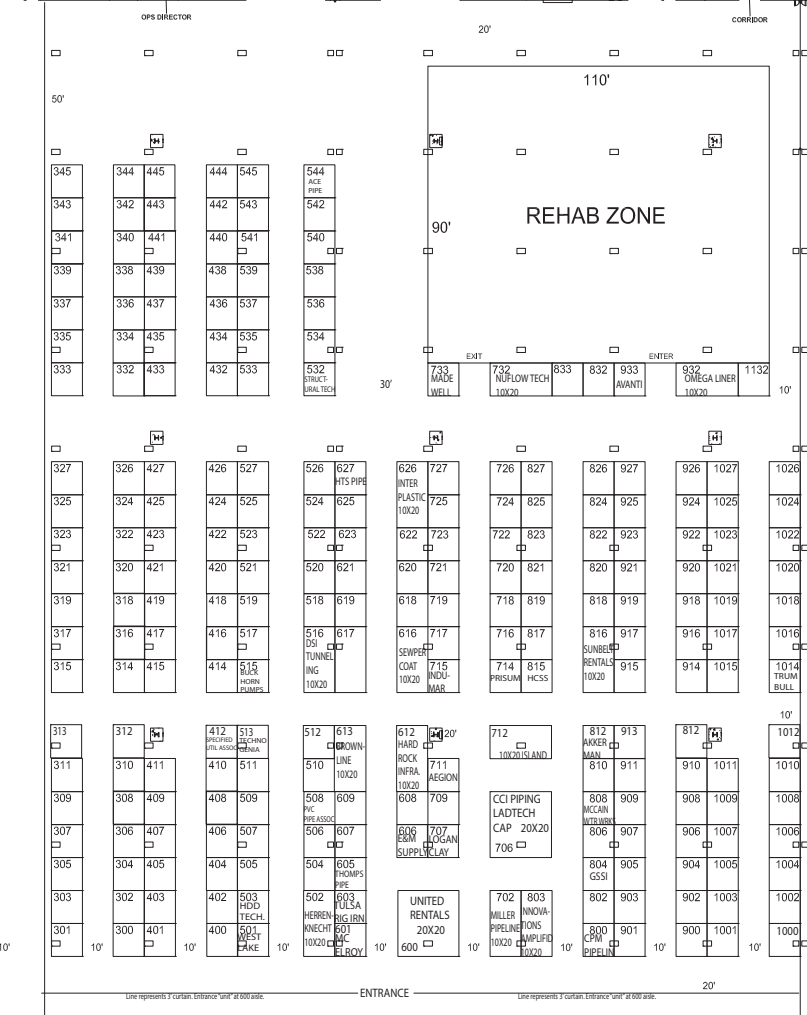 OPS DIRECTOR
CORRIDOR
20'
110'
50'
345 344 445 444 545 544
ACE
PIPE
343 342 443 442 543 542
REHAB ZONE
90'
341 340 441 440 541 540
339 338 439 438 539 538
337 336 437 436 537 536
335 334 435 434 535 534
EXIT ENTER
333 332 433 432 533 532 733 732 833 832 933 932 1132
STRUCT-
URAL TECH
MADE
WELL
NUFLOW TECH
10X20
AVANTI
OMEGA LINER
10X20
30'
10'
327 326 427 426 527 526 627 626 727 726 827 826 927 926 1027 1026
HTS PIPE
INTER
PLASTIC
10X20
325 324 425 424 525 524 625 725 724 825 824 925 924 1025 1024
323 322 423 422 523 522 623 622 723 722 823 822 923 922 1023 1022
321 320 421 420 521 520 621 620 721 720 821 820 921 920 1021 1020
319 318 419 418 519 518 619 618 719 718 819 818 919 918 1019 1018
317 316 417 416 517 516 617 616 717 716 817 816 917 916 1017 1016
DSI
TUNNEL
ING
10X20
SEWPER
COAT
10X20
SUNBELT
RENTALS
10X20
315 314 415 414 515 715 714 815 915 914 1015 1014
BUCK
HORN
PUMPS
INDU-
MAR
PRISUM HCSS
TRUM
BULL
10'
313 312 412 513 512 613 612 20' 712 812 913 812 1012
SPECIFIED
UTIL ASSOC
TECHNO
GENIA
BROWN-
LINE
10X20
HARD
ROCK
INFRA.
10X20
10X20 ISLAND
AKKER
MAN
311 310 411 410 511 510 711 810 911 910 1011 1010
AEGION
309 308 409 408 509 508 609 608 709 808 909 908 1009 1008
PVC
PIPE ASSOC
CCI PIPING
LADTECH
CAP 20X20
706
MCCAIN
WTR WRKS
307 306 407 406 507 506 607 606 707 806 907 906 1007 1006
E&M
SUPPLY
LOGAN
CLAY
305 304 405 404 505 504 605 804 905 904 1005 1004
THOMPS
PIPE
GSSI
303 302 403 402 503 502 603 702 803 802 903 902 1003 1002
HDD
TECH.
HERREN-
KNECHT
10X20
TULSA
RIG IRN
UNITED
RENTALS
20X20
600
MILLER
PIPELINE
10X20
INNOVA-
TIONS
AMPLIFID
10X20
301 300 401 400 501 601 800 901 900 1001 1000
WEST
LAKE
MC
ELROY
CPM
PIPELIN
10' 10' 10' 10' 10' 10' 10' 10' 10'
20'
Line represents 3' curtain. Entrance "unit" at 600 aisle.
ENTRANCE
Line represents 3' curtain. Entrance "unit" at 600 aisle.